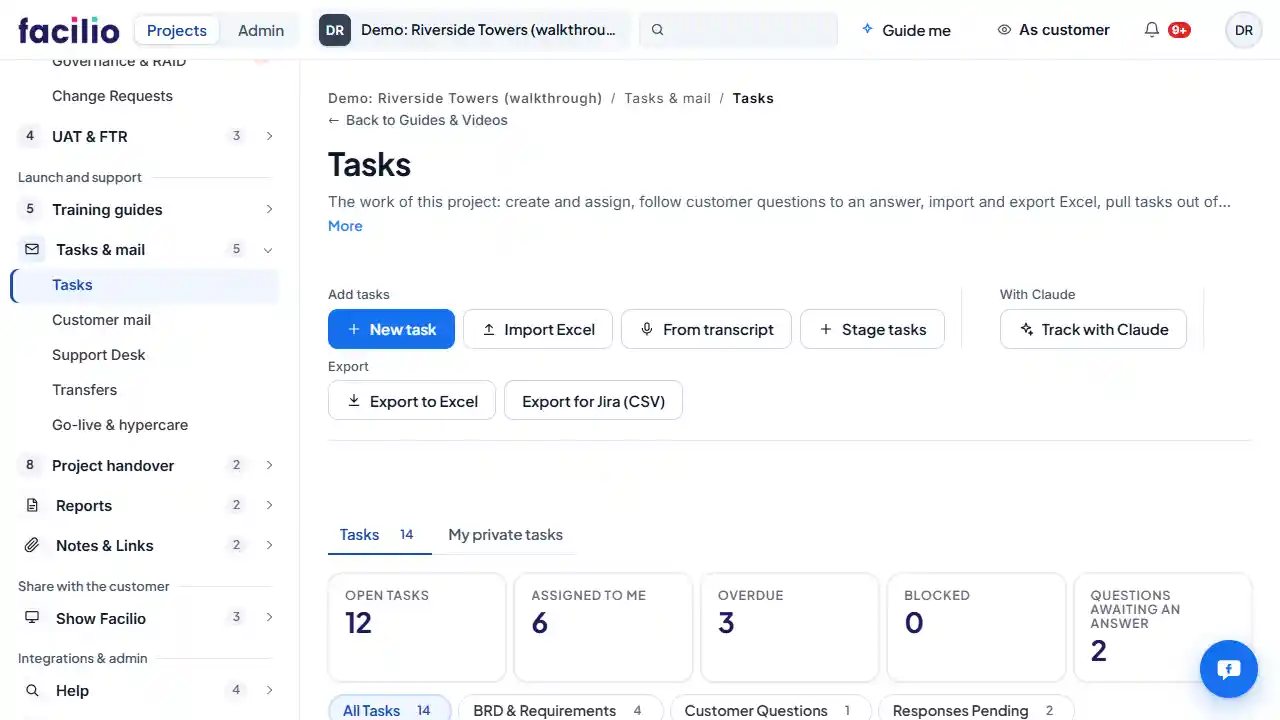 facilio
Projects
Admin
DR
Demo: Riverside Towers (walkthrou...
Guide me
As customer
9+
DR
Governance & RAID
Change Requests
4 UAT & FTR 3
Launch and support
5 Training guides
Tasks & mail 5
Tasks
Customer mail
Support Desk
Transfers
Go-live & hypercare
8 Project handover 2
Reports 2
Notes & Links 2
Share with the customer
Show Facilio 3
Integrations & admin
Help 4
Demo: Riverside Towers (walkthrough) / Tasks & mail / Tasks
← Back to Guides & Videos
Tasks
The work of this project: create and assign, follow customer questions to an answer, import and export Excel, pull tasks out of...
More
Add tasks
With Claude
+ New task
Import Excel
From transcript
+ Stage tasks
Track with Claude
Export
Export to Excel
Export for Jira (CSV)
Tasks 14
My private tasks
OPEN TASKS
12
ASSIGNED TO ME
6
OVERDUE
3
BLOCKED
0
QUESTIONS
AWAITING AN
ANSWER
2
All Tasks 14
BRD & Requirements 4
Customer Questions 1
Responses Pending 2